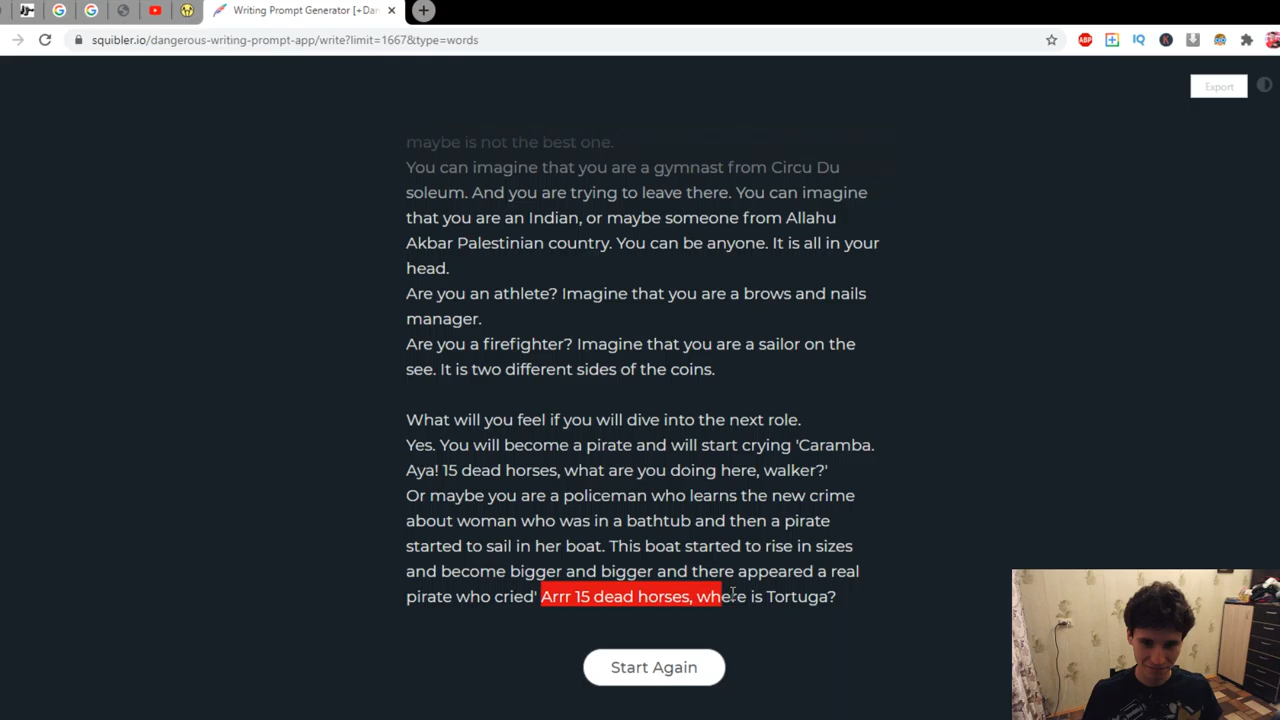 Writing Prompt Generator [+Dan
squibler.io/dangerous-writing-prompt-app/write?limit=1667&type=words
ABP
IQ
K
Export
maybe is not the best one.
You can imagine that you are a gymnast from Circu Du
soleum. And you are trying to leave there. You can imagine
that you are an Indian, or maybe someone from Allahu
Akbar Palestinian country. You can be anyone. It is all in your
head.
Are you an athlete? Imagine that you are a brows and nails
manager.
Are you a firefighter? Imagine that you are a sailor on the
see. It is two different sides of the coins.
What will you feel if you will dive into the next role.
Yes. You will become a pirate and will start crying 'Caramba.
Aya! 15 dead horses, what are you doing here, walker?'
Or maybe you are a policeman who learns the new crime
about woman who was in a bathtub and then a pirate
started to sail in her boat. This boat started to rise in sizes
and become bigger and bigger and there appeared a real
pirate who cried' Arrr 15 dead horses, where is Tortuga?
Start Again